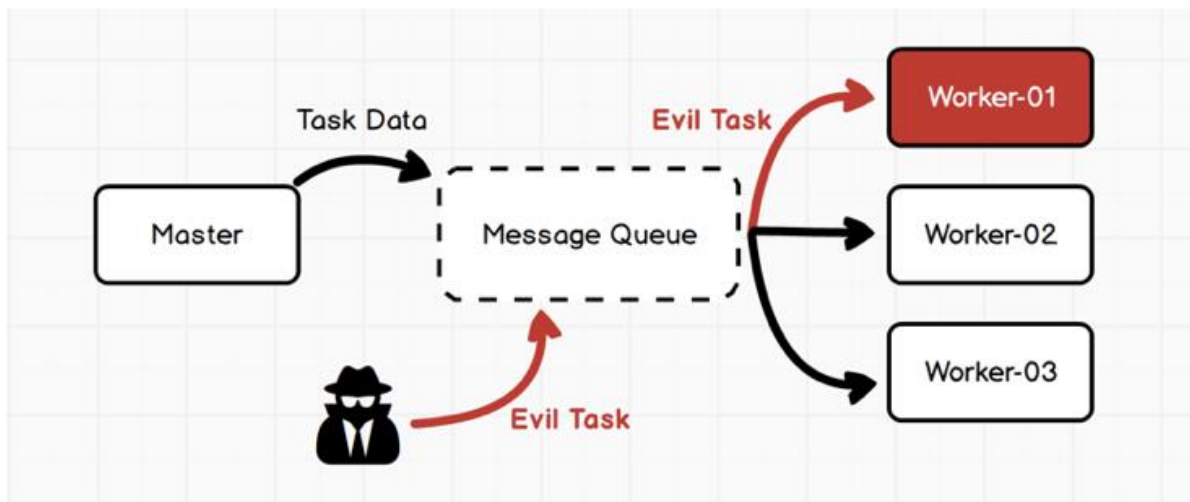 Task Data
Evil Task
Worker-01
Master
Message Queue
Worker-02
Worker-03
Evil Task